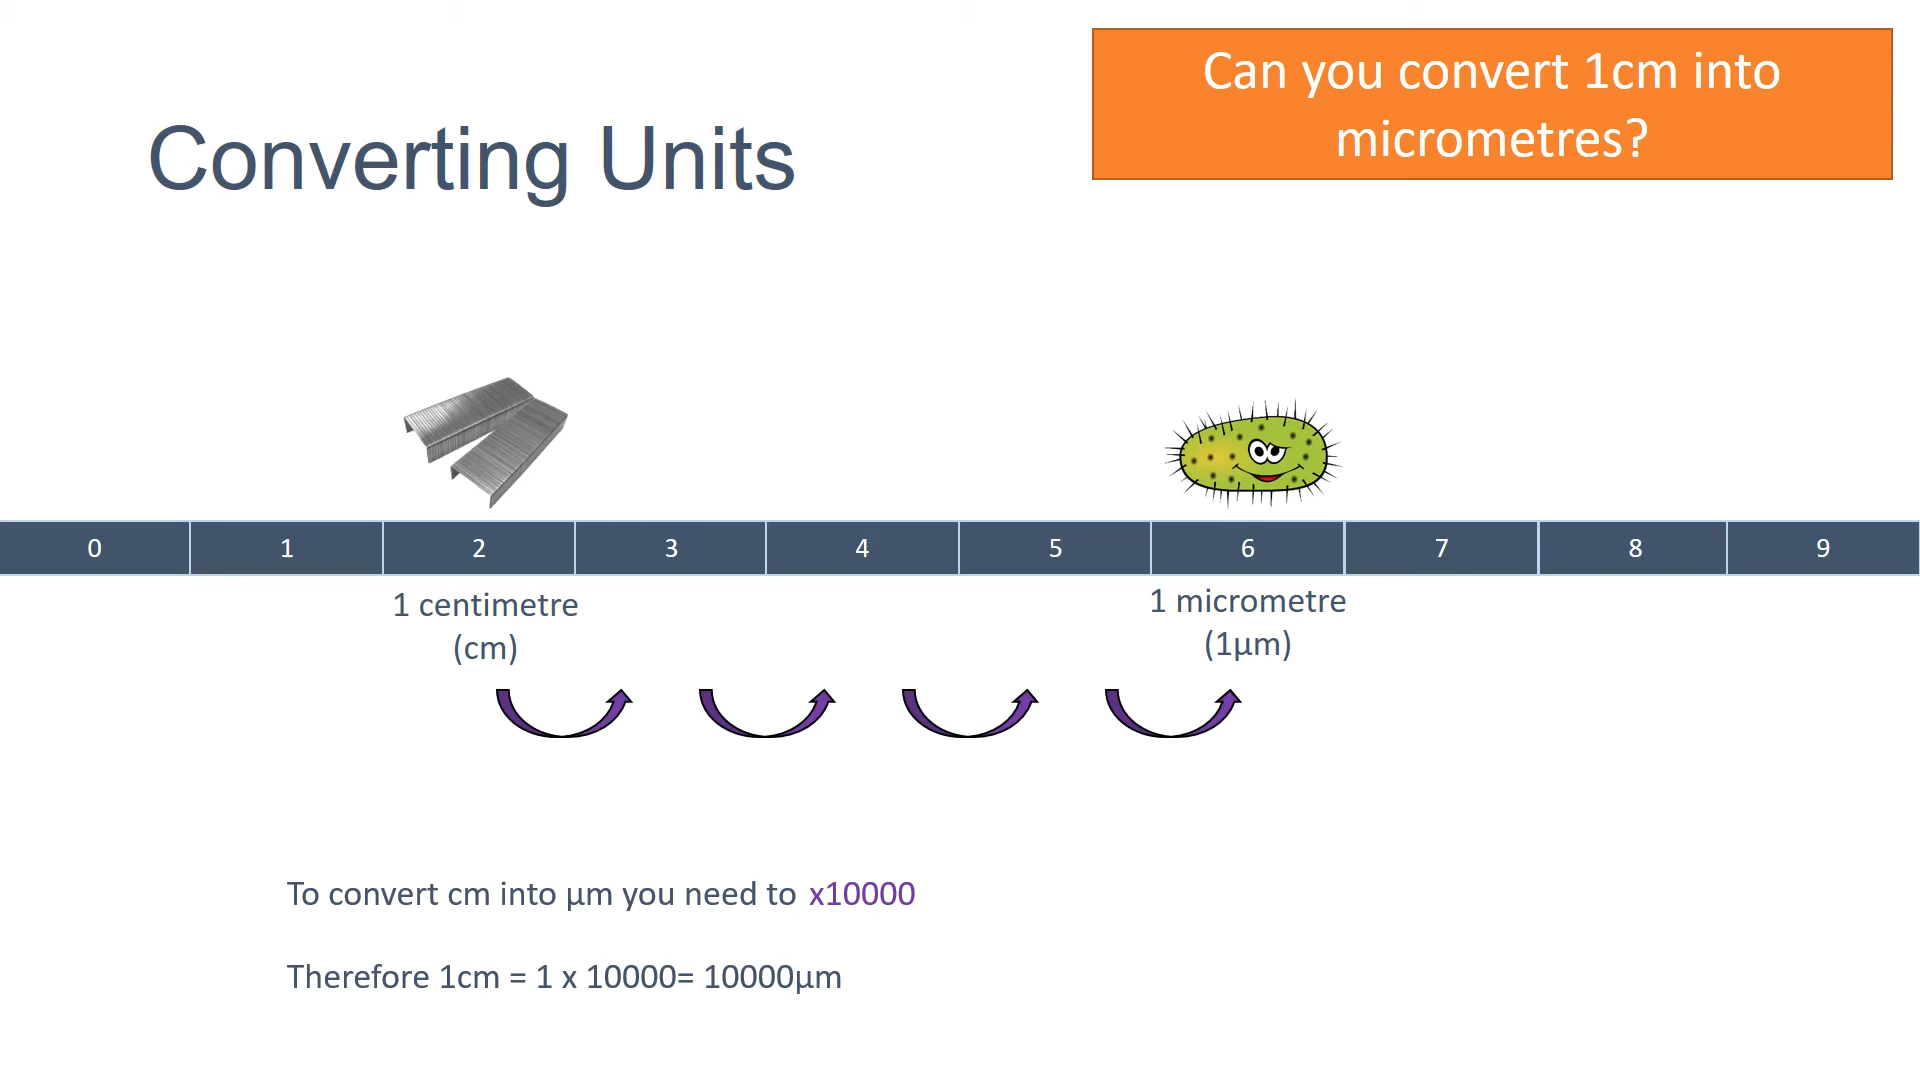 Can you convert 1cm into
micrometres?
Converting Units
0 1 2 3 4 5 6 7 8 9
1 centimetre
(cm)
1 micrometre
(1µm)
To convert cm into µm you need to x10000
Therefore 1cm = 1 x 10000= 10000µm